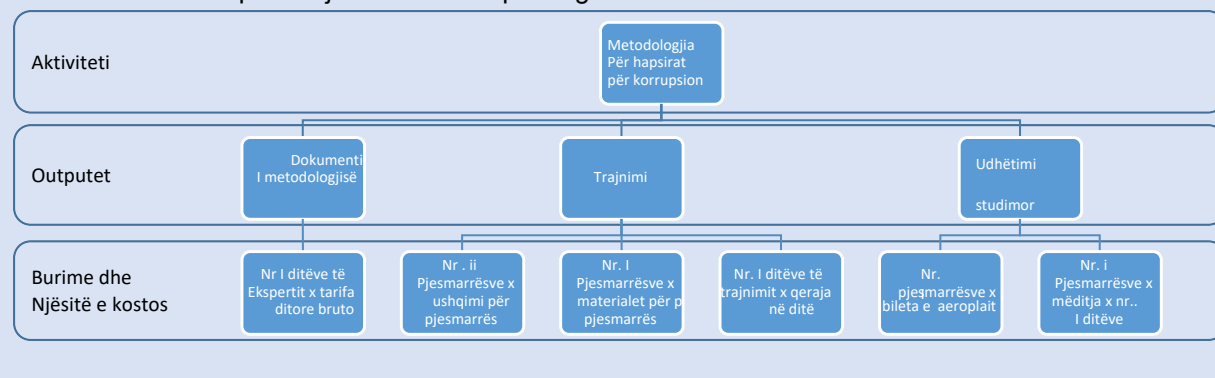 Aktiviteti
Metodologjia
Për hapsirat
për korrupsion
Outputet
Dokumenti
I metodologjisë
Trajnimi
Udhëtimi
studimor
Burime dhe
Njësitë e kostos
Nr I ditëve të
Ekspertit x tarifa
ditore bruto
Nr . ii
Pjesmarrësve x
ushqimi për
pjesmarrës
Nr. I
Pjesmarrësve x
materialet për p
pjesmarrës
Nr. I ditëve të
trajnimit x qeraja
në ditë
Nr.
pjesmarrësve x
bileta e aeroplait
Nr. i
Pjesmarrësve x
mëditja x nr..
I ditëve